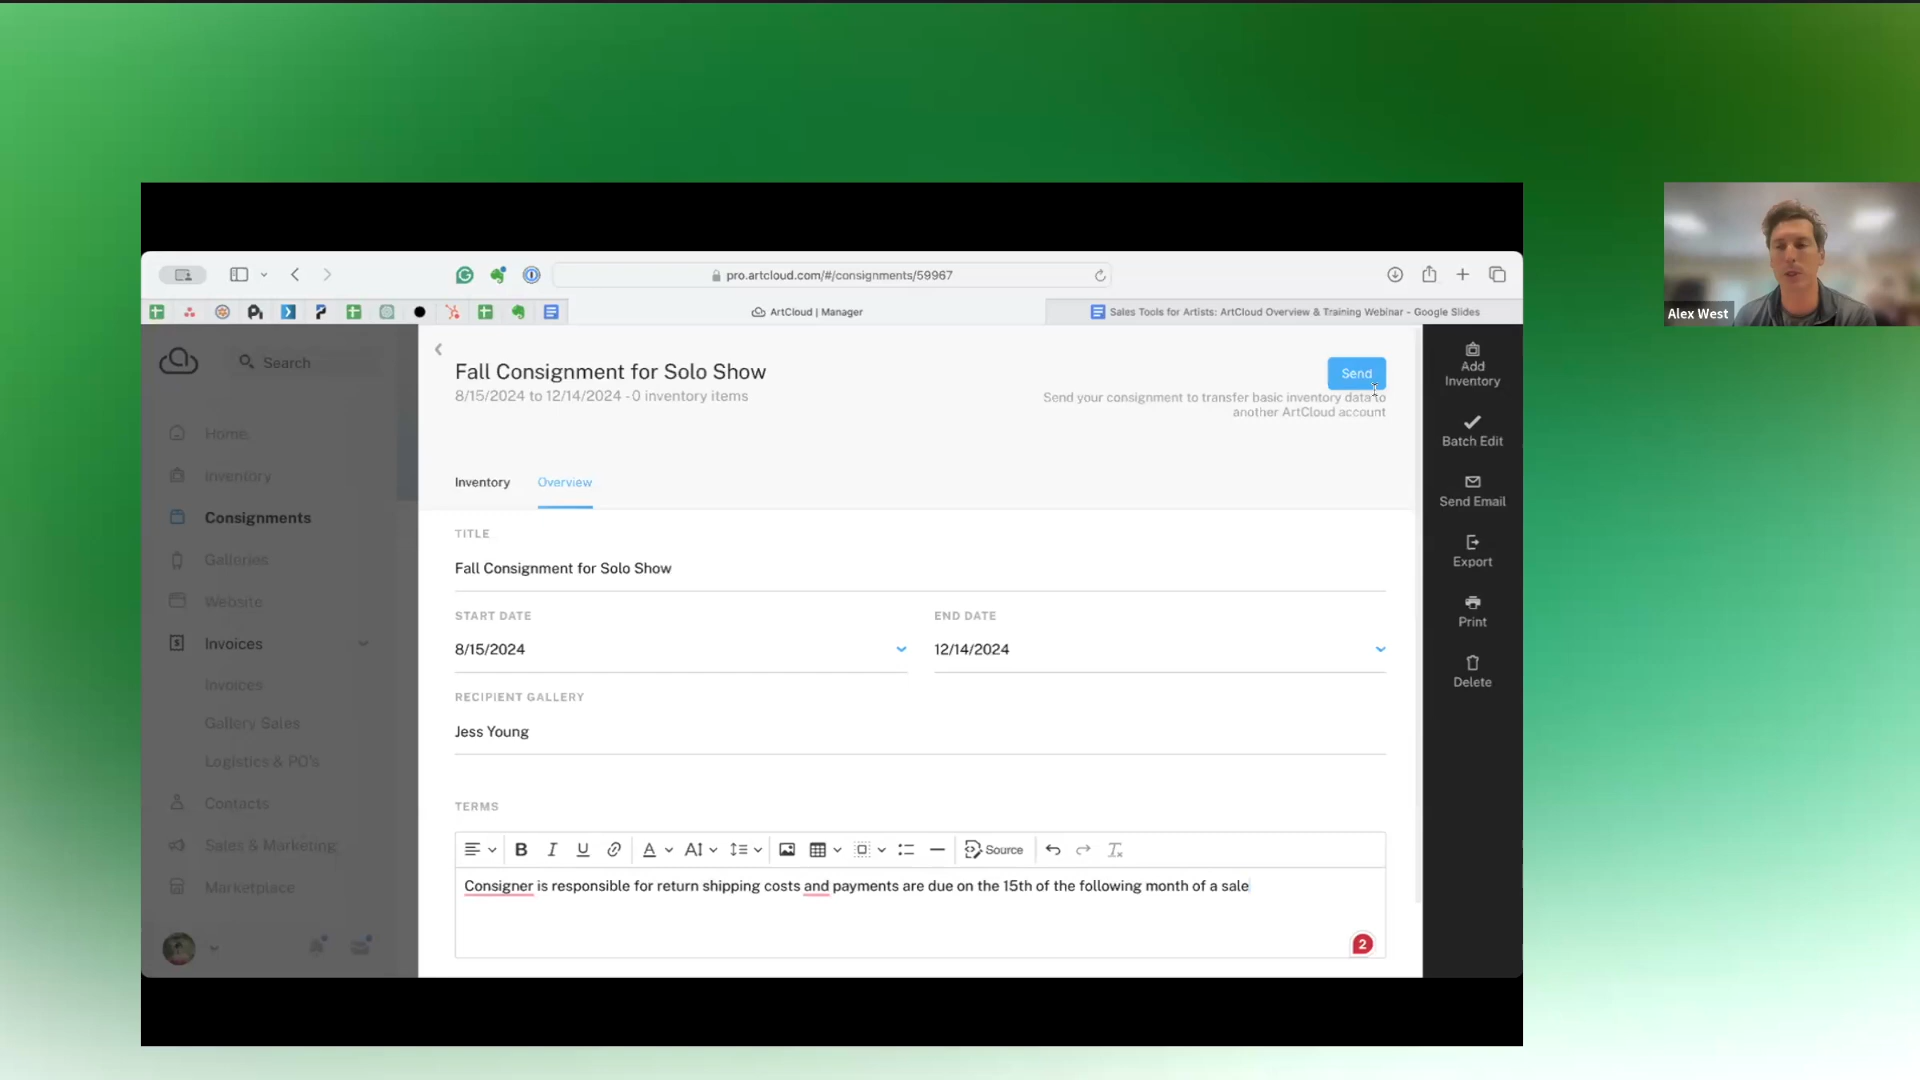 pro.artcloud.com/#/consignments/59967
ArtCloud | Manager
Sales Tools for Artists: ArtCloud Overview & Training Webinar - Google Slides
Alex West
Search
Home
Inventory
Consignments
Galleries
Website
Invoices
Invoices
Gallery Sales
Logistics & PO's
Contacts
Sales & Marketing
Marketplace
Fall Consignment for Solo Show
8/15/2024 to 12/14/2024 - 0 inventory items
Send
Send your consignment to transfer basic inventory data to
another ArtCloud account
Inventory
Overview
TITLE
Fall Consignment for Solo Show
START DATE
8/15/2024
END DATE
12/14/2024
RECIPIENT GALLERY
Jess Young
TERMS
Source
Consigner is responsible for return shipping costs and payments are due on the 15th of the following month of a sale
2
Add
Inventory
Batch Edit
Send Email
Export
Print
Delete